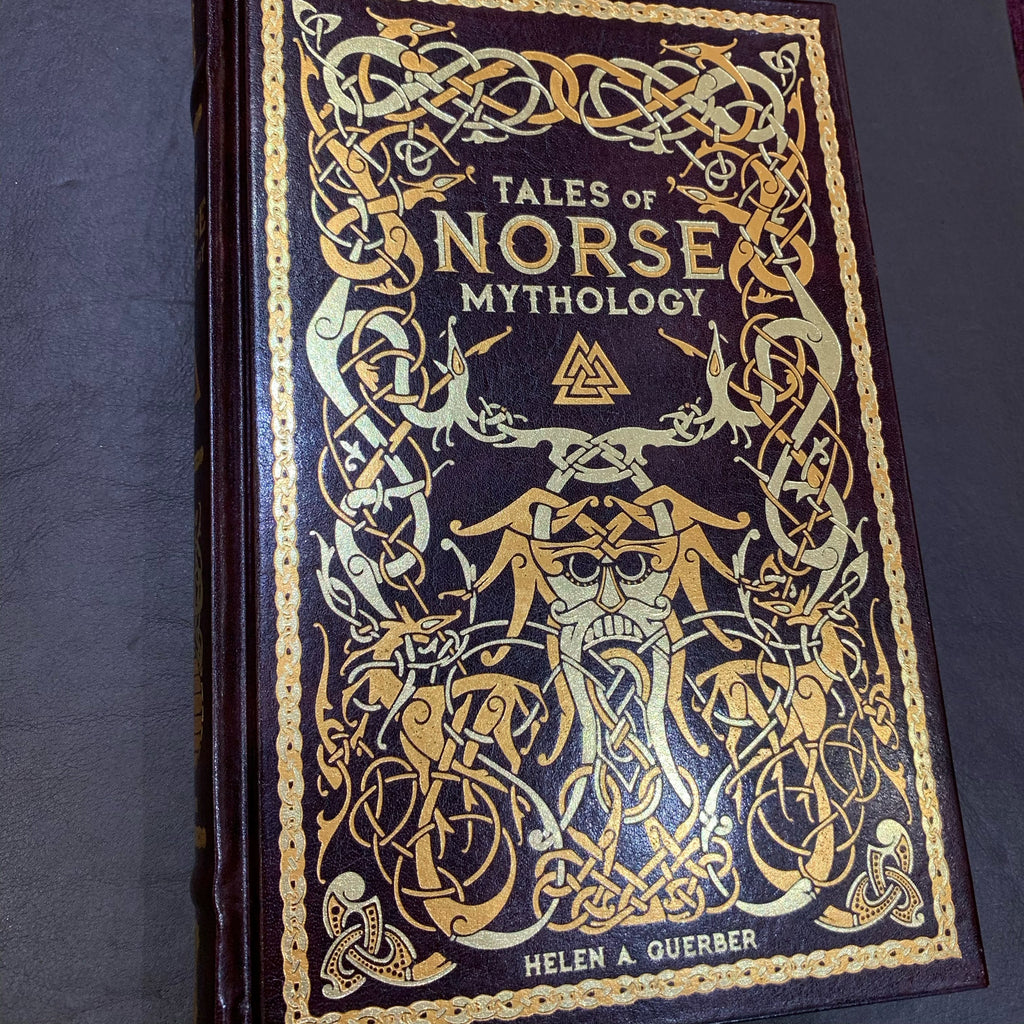 TALES OF
NORSE
MYTHOLOGY
HELEN A. GUERBER